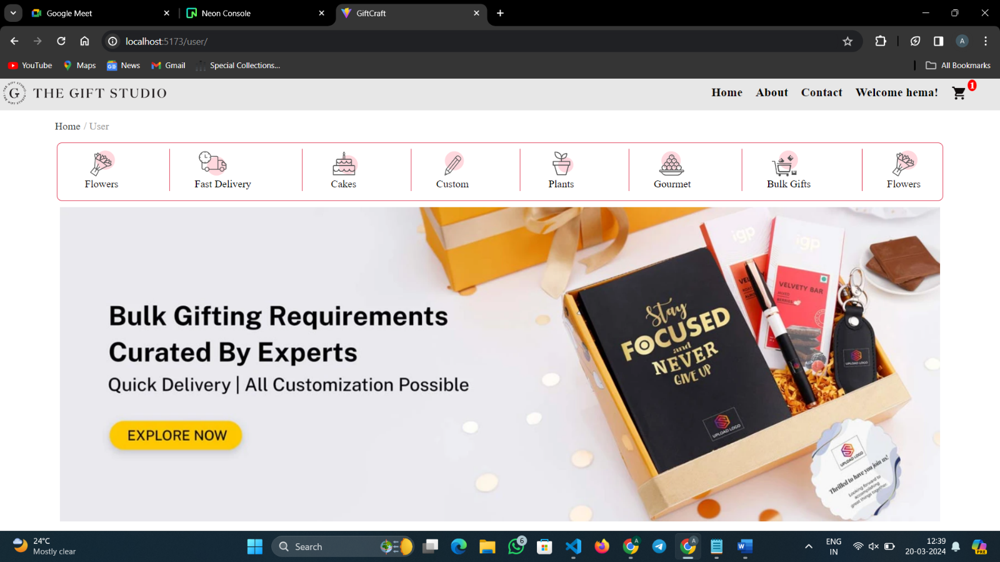 Google Meet
Neon Console
GiftCraft
localhost:5173/user/
A
YouTube
Maps
News
Gmail
Special Collections...
All Bookmarks
G THE GIFT STUDIO
Home About Contact Welcome hema! 1
Home / User
Flowers
Fast Delivery
Cakes
Custom
Plants
Gourmet
Bulk Gifts
Flowers
Bulk Gifting Requirements
Curated By Experts
Quick Delivery | All Customization Possible
EXPLORE NOW
igp
igp
VELVETY BAR
MIXED
BERRIES
Stay
FOCUSED
and
NEVER
GIVE UP
UPLOAD LOGO
UPLOAD LOGO
UPLOAD LOGO
Thrilled to have you join us!
Looking forward to
accomplishing
great things together
24°C
Mostly clear
Search
6
A
A
ENG
IN
12:39
20-03-2024
PRE